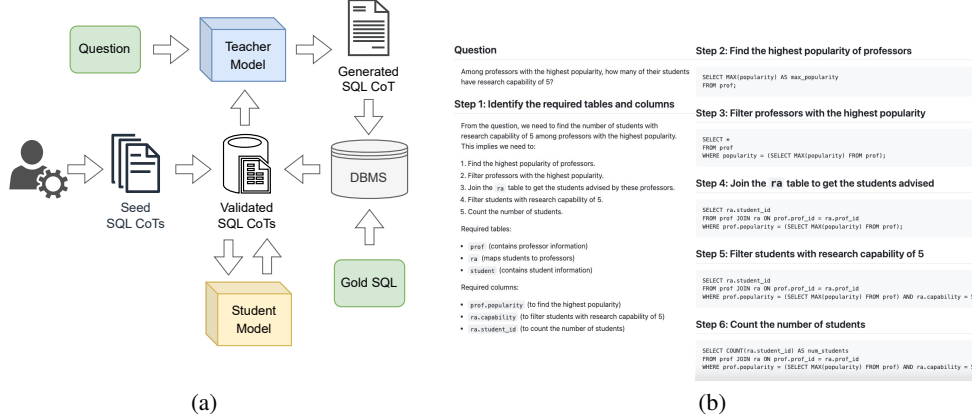 Question
Teacher
Model
Generated
SQL CoT
DBMS
Seed
SQL CoTs
Validated
SQL CoTs
Gold SQL
Student
Model
(a)
Question
Among professors with the highest popularity, how many of their students
have research capability of 5?
Step 1: Identify the required tables and columns
From the question, we need to find the number of students with
research capability of 5 among professors with the highest popularity.
This implies we need to:
1. Find the highest popularity of professors.
2. Filter professors with the highest popularity.
3. Join the ra table to get the students advised by these professors.
4. Filter students with research capability of 5.
5. Count the number of students.
Required tables:
• prof (contains professor information)
• ra (maps students to professors)
• student (contains student information)
Required columns:
• prof.popularity (to find the highest popularity)
• ra.capability (to filter students with research capability of 5)
• ra.student_id (to count the number of students)
Step 2: Find the highest popularity of professors
SELECT MAX(popularity) AS max_popularity
FROM prof;
Step 3: Filter professors with the highest popularity
SELECT *
FROM prof
WHERE popularity = (SELECT MAX(popularity) FROM prof);
Step 4: Join the ra table to get the students advised
SELECT ra.student_id
FROM prof JOIN ra ON prof.prof_id = ra.prof_id
WHERE prof.popularity = (SELECT MAX(popularity) FROM prof);
Step 5: Filter students with research capability of 5
SELECT ra.student_id
FROM prof JOIN ra ON prof.prof_id = ra.prof_id
WHERE prof.popularity = (SELECT MAX(popularity) FROM prof) AND ra.capability = 5
Step 6: Count the number of students
SELECT COUNT(ra.student_id) AS num_students
FROM prof JOIN ra ON prof.prof_id = ra.prof_id
WHERE prof.popularity = (SELECT MAX(popularity) FROM prof) AND ra.capability = 5
(b)